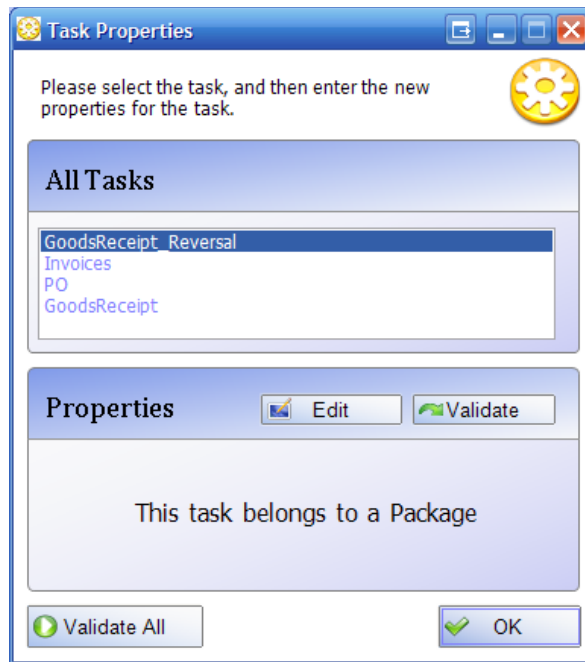 Task Properties
Please select the task, and then enter the new
properties for the task.
All Tasks
GoodsReceipt_Reversal
Invoices
PO
GoodsReceipt
Properties
Edit
Validate
This task belongs to a Package
Validate All
OK